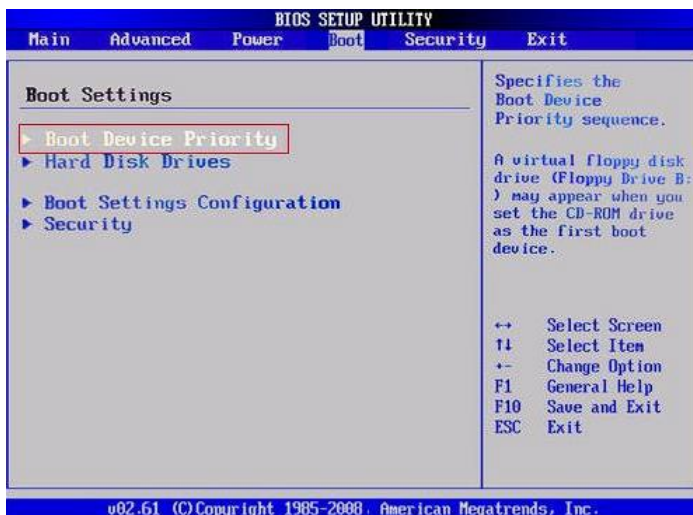 BIOS SETUP UTILITY
Main Advanced Power Boot Security Exit
Boot Settings
Boot Device Priority
Hard Disk Drives
Boot Settings Configuration
Security
Specifies the
Boot Device
Priority sequence.
A virtual floppy disk
drive (Floppy Drive B:
) may appear when you
set the CD-ROM drive
as the first boot
device.
↔ Select Screen
↑↓ Select Item
+- Change Option
F1 General Help
F10 Save and Exit
ESC Exit
v02.61 (C)Copyright 1985-2008, American Megatrends, Inc.